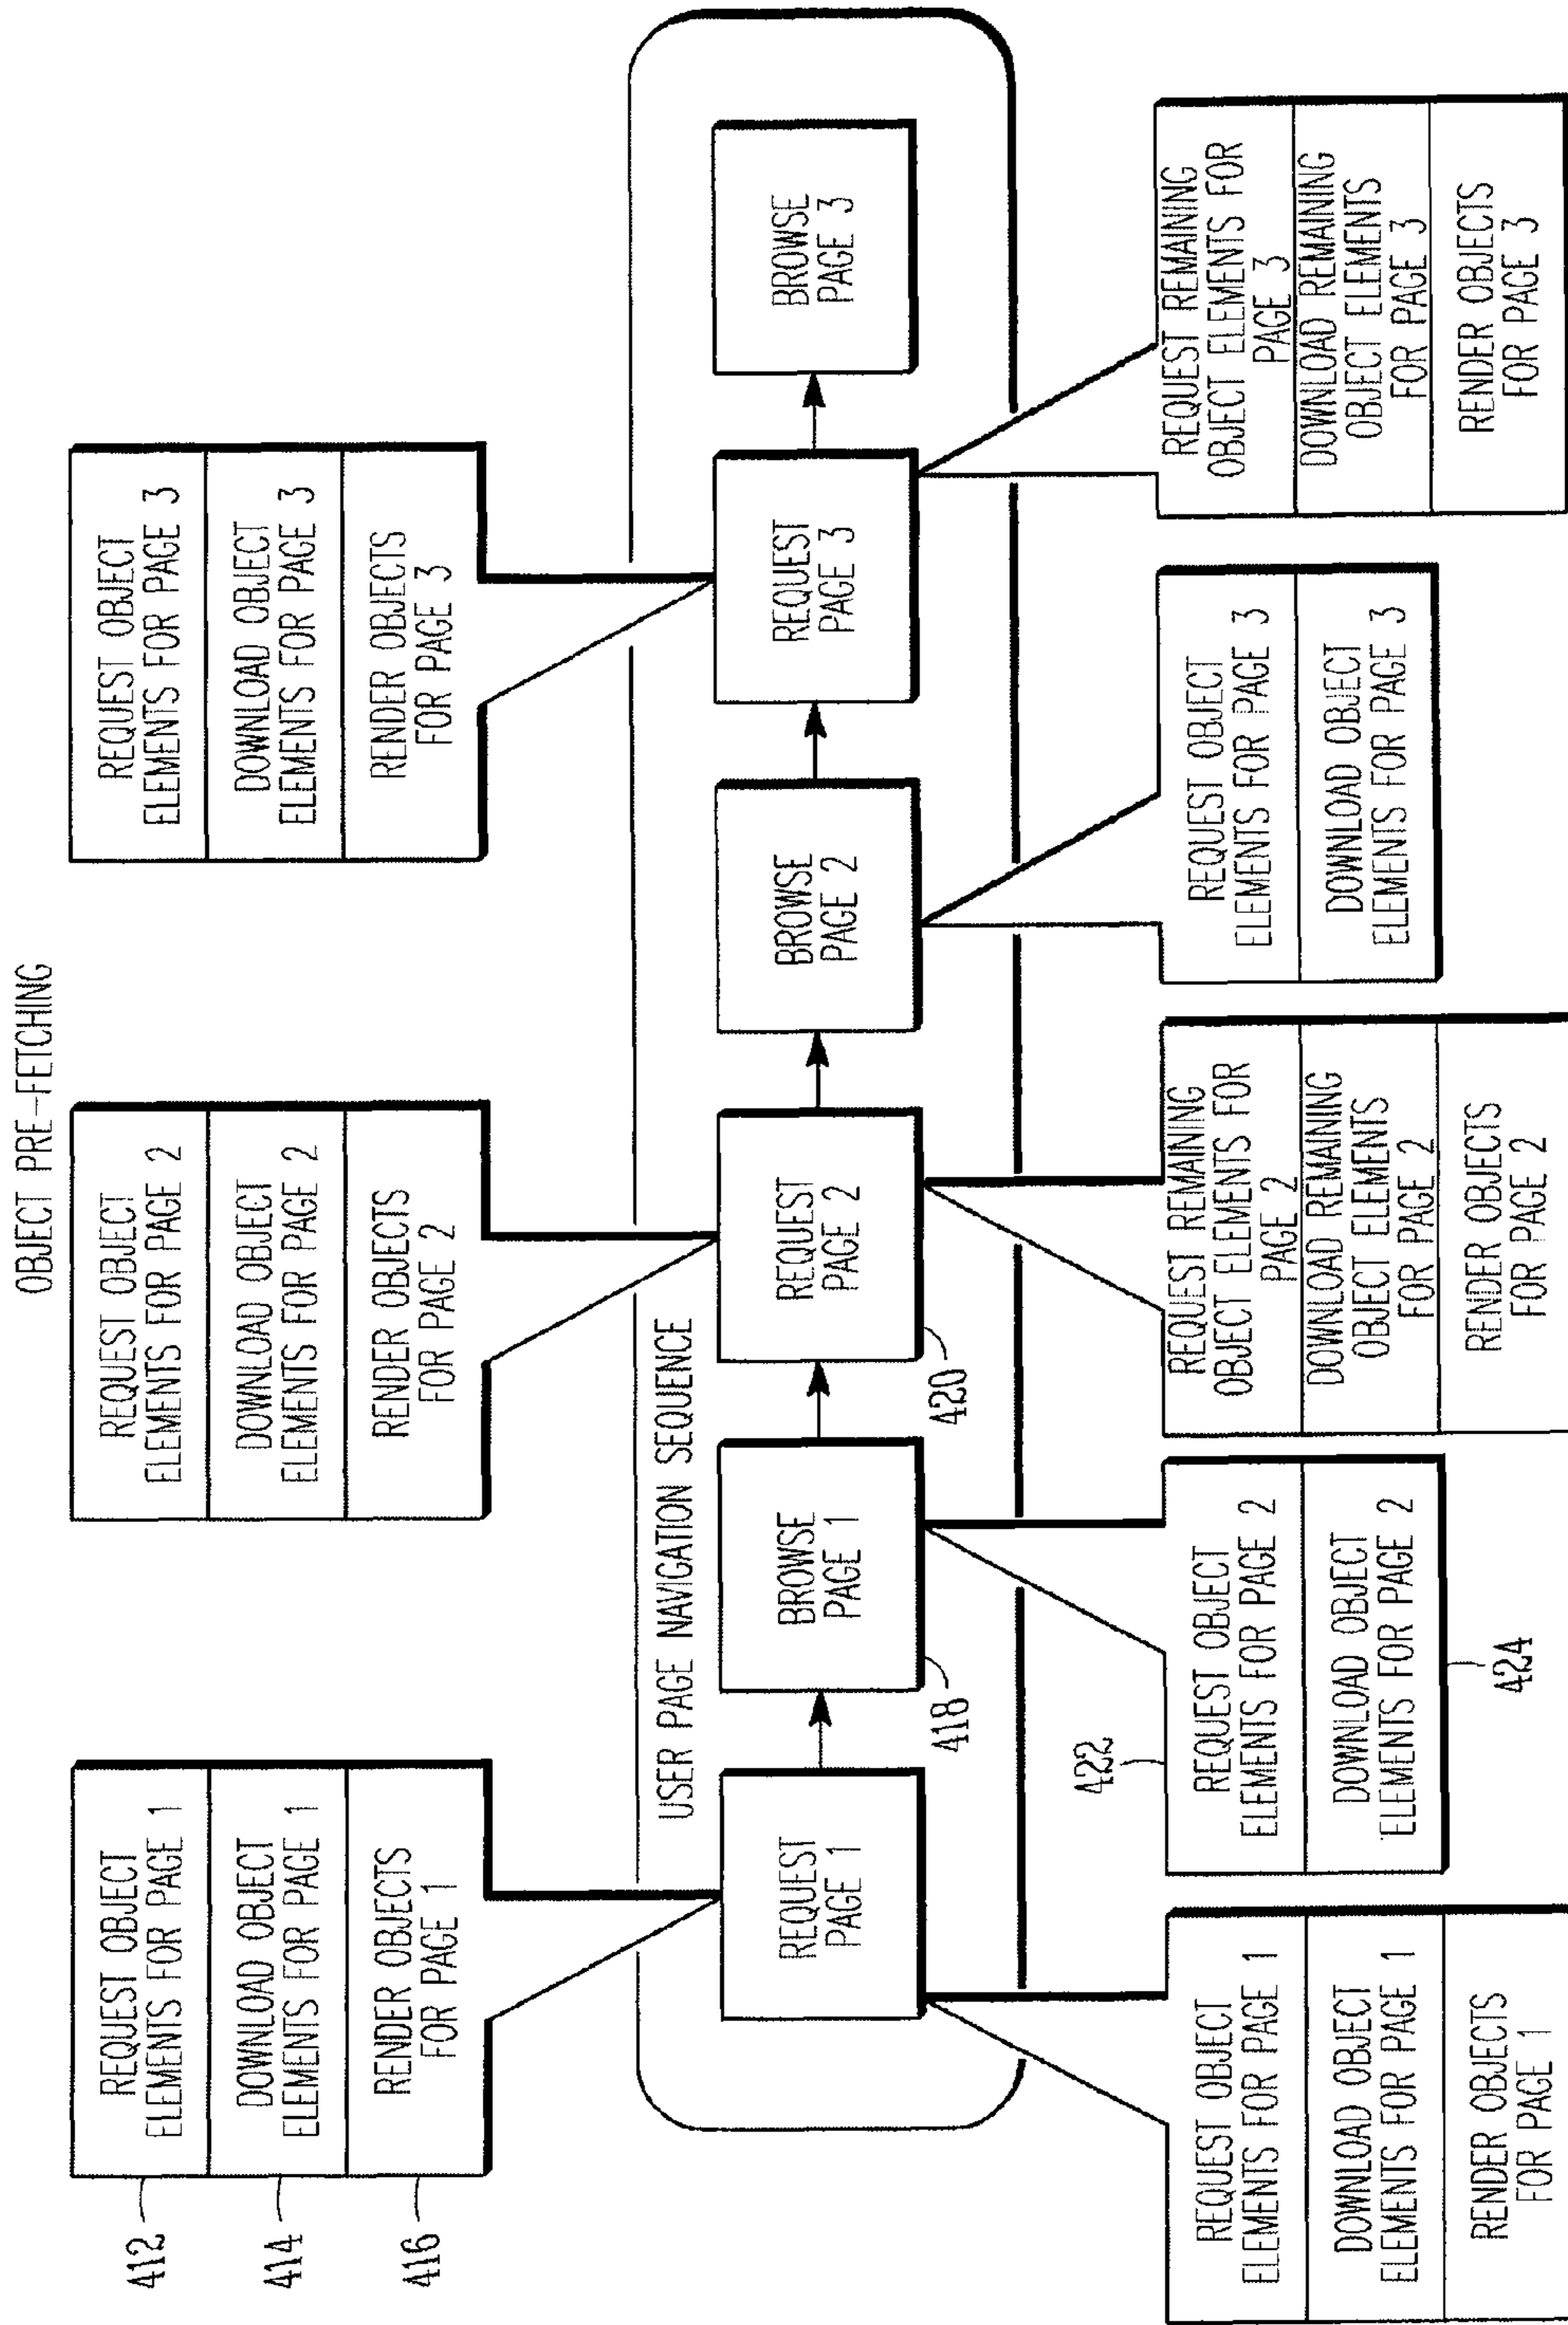 OBJECT PRE-FETCHING
REQUEST OBJECT
ELEMENTS FOR PAGE 1
DOWNLOAD OBJECT
ELEMENTS FOR PAGE 1
RENDER OBJECTS
FOR PAGE 1
412
414
416
REQUEST OBJECT
ELEMENTS FOR PAGE 2
DOWNLOAD OBJECT
ELEMENTS FOR PAGE 2
RENDER OBJECTS
FOR PAGE 2
REQUEST OBJECT
ELEMENTS FOR PAGE 3
DOWNLOAD OBJECT
ELEMENTS FOR PAGE 3
RENDER OBJECTS
FOR PAGE 3
USER PAGE NAVIGATION SEQUENCE
REQUEST
PAGE 1
BROWSE
PAGE 1
418
REQUEST
PAGE 2
420
BROWSE
PAGE 2
REQUEST
PAGE 3
BROWSE
PAGE 3
REQUEST OBJECT
ELEMENTS FOR PAGE 1
DOWNLOAD OBJECT
ELEMENTS FOR PAGE 1
RENDER OBJECTS
FOR PAGE 1
422
REQUEST OBJECT
ELEMENTS FOR PAGE 2
DOWNLOAD OBJECT
ELEMENTS FOR PAGE 2
424
REQUEST REMAINING
OBJECT ELEMENTS FOR
PAGE 2
DOWNLOAD REMAINING
OBJECT ELEMENTS
FOR PAGE 2
RENDER OBJECTS
FOR PAGE 2
REQUEST OBJECT
ELEMENTS FOR PAGE 3
DOWNLOAD OBJECT
ELEMENTS FOR PAGE 3
REQUEST REMAINING
OBJECT ELEMENTS FOR
PAGE 3
DOWNLOAD REMAINING
OBJECT ELEMENTS
FOR PAGE 3
RENDER OBJECTS
FOR PAGE 3